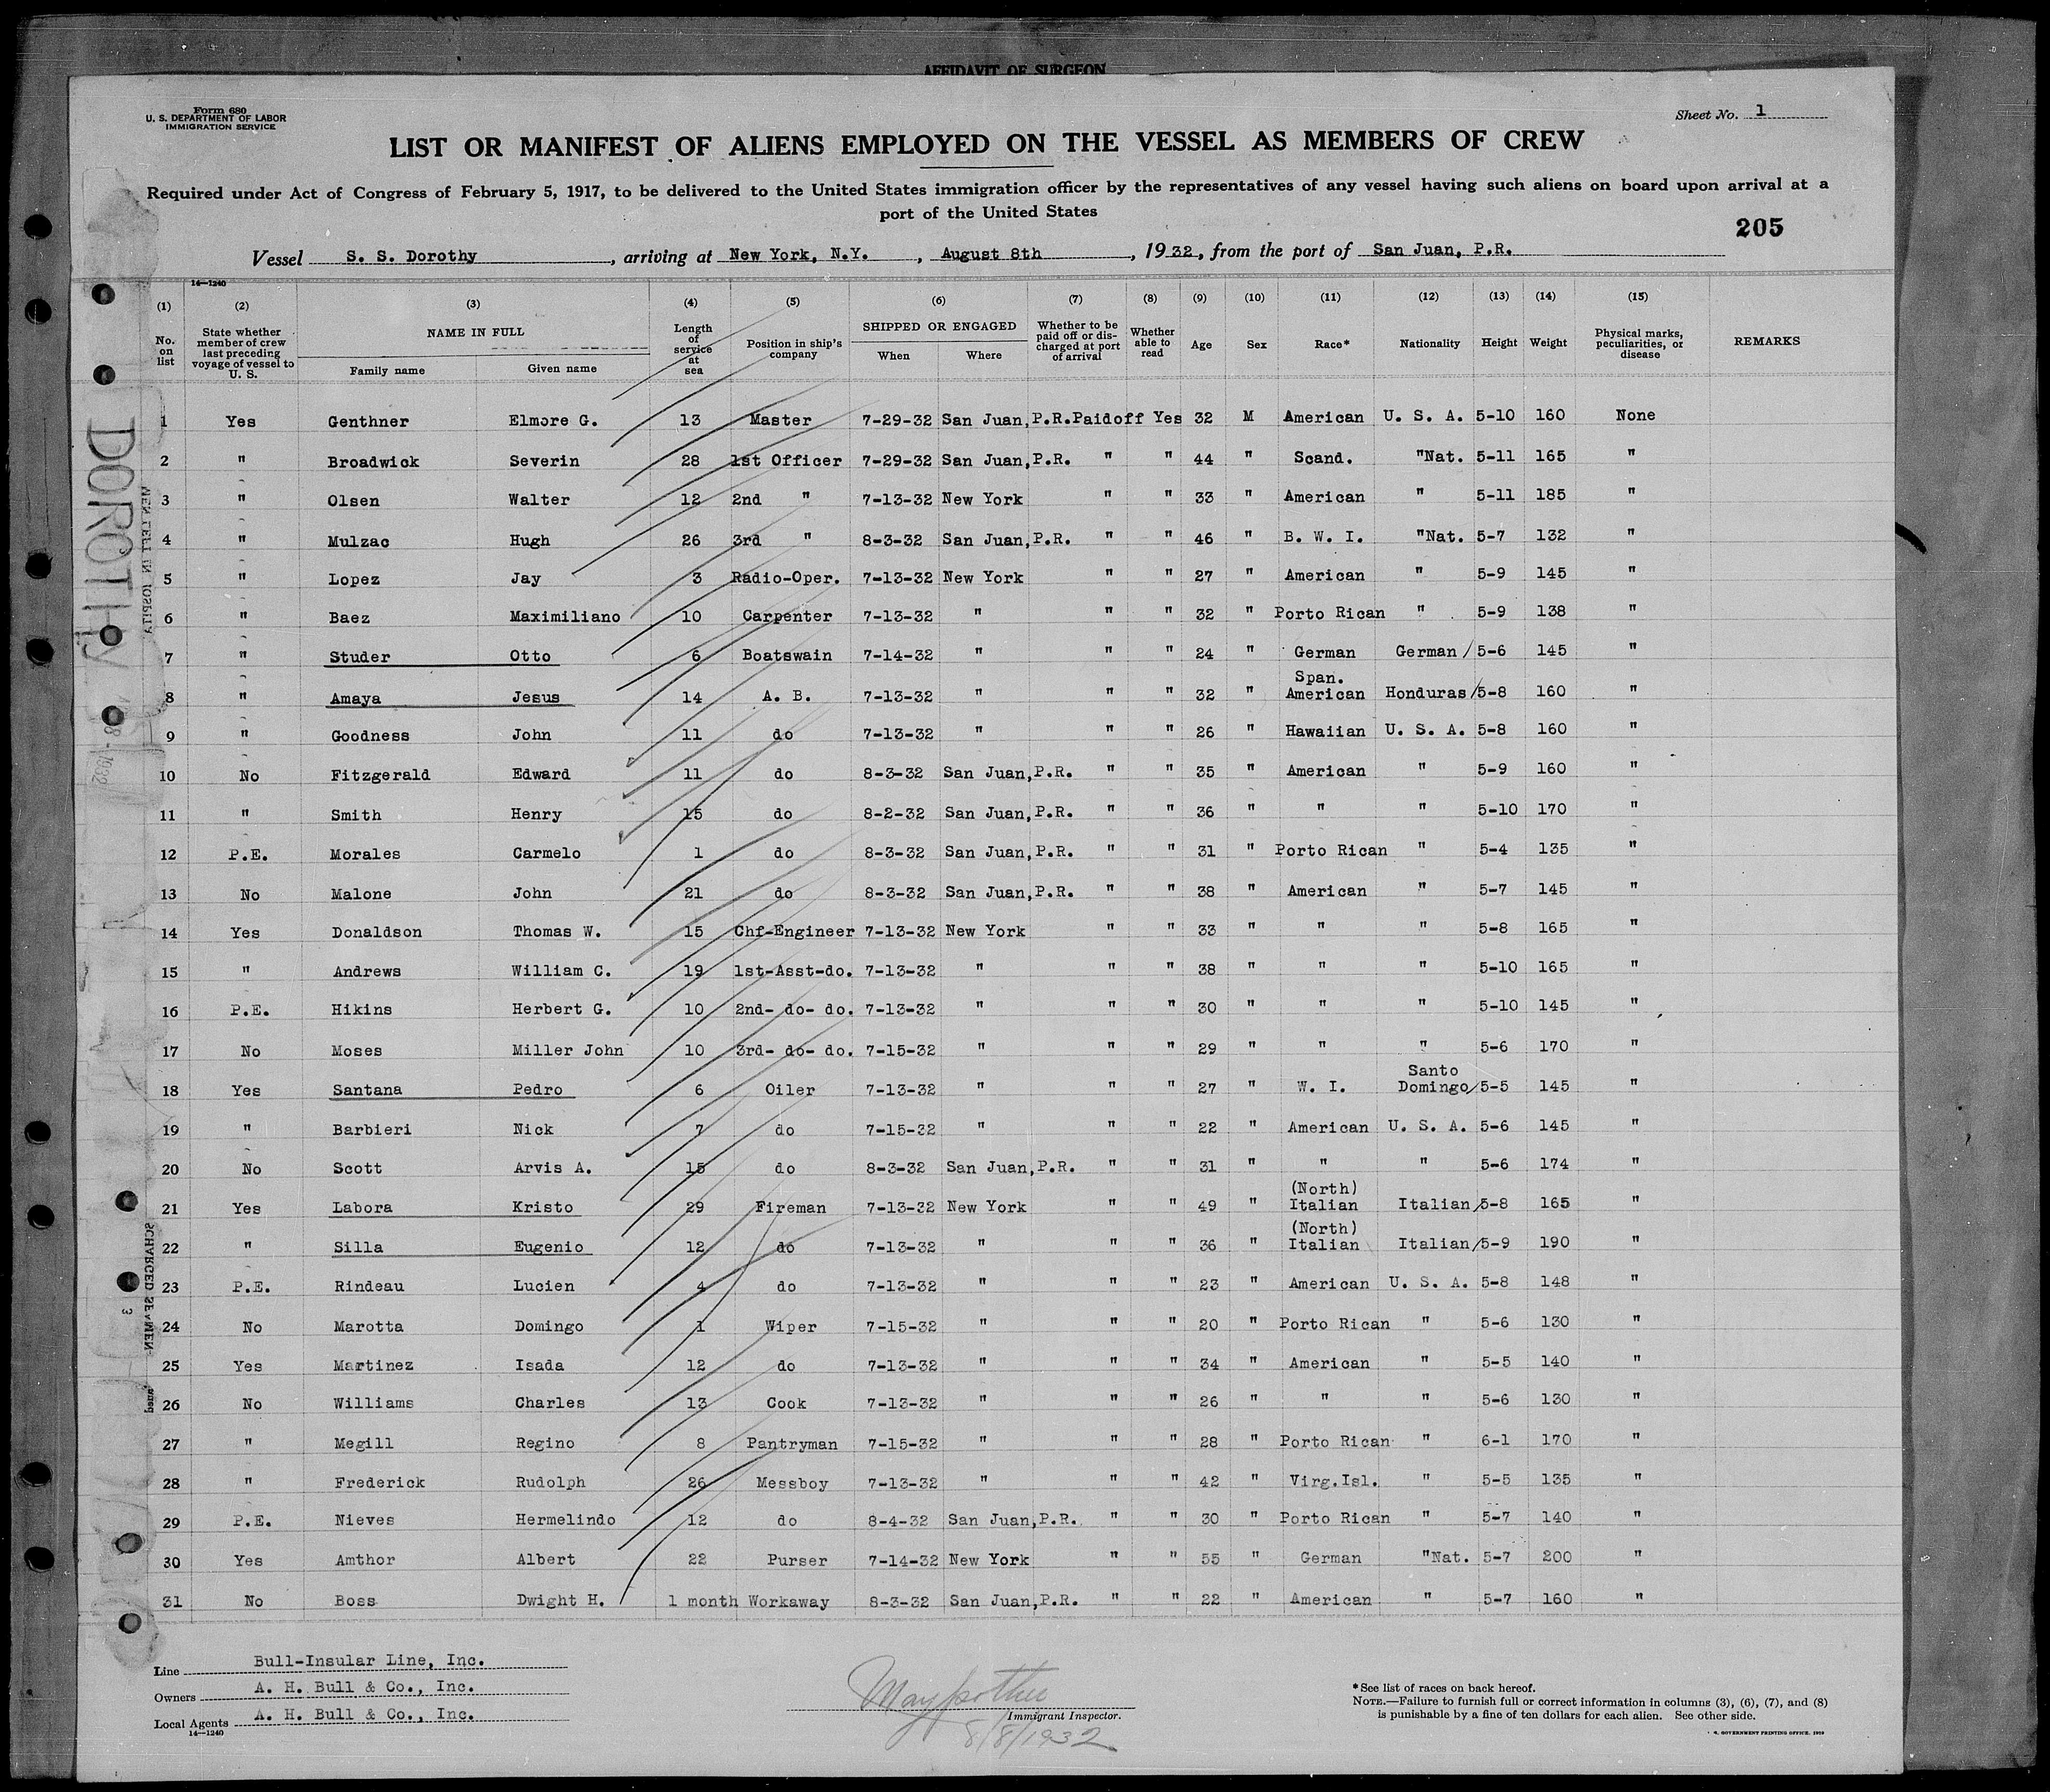 AFFIDAVIT OF SURGEON
Form 680
U. S. DEPARTMENT OF LABOR
IMMIGRATION SERVICE
Sheet No. 1
LIST OR MANIFEST OF ALIENS EMPLOYED ON THE VESSEL AS MEMBERS OF CREW
Required under Act of Congress of February 5, 1917, to be delivered to the United States immigration officer by the representatives of any vessel having such aliens on board upon arrival at a
port of the United States
205
Vessel S. S. Dorothy , arriving at New York, N.Y. , August 8th , 1932, from the port of San Juan, P.R.
14—1240
(1) (2) (3) (4) (5) (6) (7) (8) (9) (10) (11) (12) (13) (14) (15)
No. on list State whether member of crew last preceding voyage of vessel to U. S. NAME IN FULL Family name Given name Length of service at sea Position in ship's company SHIPPED OR ENGAGED When Where Whether to be paid off or discharged at port of arrival Whether able to read Age Sex Race* Nationality Height Weight Physical marks, peculiarities, or disease REMARKS
1 Yes Genthner Elmore G. 13 Master 7-29-32 San Juan, P.R. Paidoff Yes 32 M American U. S. A. 5-10 160 None
2 " Broadwick Severin 28 1st Officer 7-29-32 San Juan, P.R. " " 44 " Scand. "Nat. 5-11 165 "
3 " Olsen Walter 12 2nd " 7-13-32 New York " " 33 " American " 5-11 185 "
4 " Mulzac Hugh 26 3rd " 8-3-32 San Juan, P.R. " " 46 " B. W. I. "Nat. 5-7 132 "
5 " Lopez Jay 3 Radio-Oper. 7-13-32 New York " " 27 " American " 5-9 145 "
6 " Baez Maximiliano 10 Carpenter 7-13-32 " " " 32 " Porto Rican " 5-9 138 "
7 " Studer Otto 6 Boatswain 7-14-32 " " " 24 " German German / 5-6 145 "
8 " Amaya Jesus 14 A. B. 7-13-32 " " " 32 " Span. American Honduras / 5-8 160 "
9 " Goodness John 11 do 7-13-32 " " " 26 " Hawaiian U. S. A. 5-8 160 "
10 No Fitzgerald Edward 11 do 8-3-32 San Juan, P.R. " " 35 " American " 5-9 160 "
11 " Smith Henry 15 do 8-2-32 San Juan, P.R. " " 36 " " " 5-10 170 "
12 P.E. Morales Carmelo 1 do 8-3-32 San Juan, P.R. " " 31 " Porto Rican " 5-4 135 "
13 No Malone John 21 do 8-3-32 San Juan, P.R. " " 38 " American " 5-7 145 "
14 Yes Donaldson Thomas W. 15 Chf-Engineer 7-13-32 New York " " 33 " " " 5-8 165 "
15 " Andrews William C. 19 1st-Asst-do. 7-13-32 " " " 38 " " " 5-10 165 "
16 P.E. Hikins Herbert G. 10 2nd- do- do. 7-13-32 " " " 30 " " " 5-10 145 "
17 No Moses Miller John 10 3rd- do- do. 7-15-32 " " " 29 " " " 5-6 170 "
18 Yes Santana Pedro 6 Oiler 7-13-32 " " " 27 " W. I. Santo Domingo / 5-5 145 "
19 " Barbieri Nick 7 do 7-15-32 " " " 22 " American U. S. A. 5-6 145 "
20 No Scott Arvis A. 15 do 8-3-32 San Juan, P.R. " " 31 " " " 5-6 174 "
21 Yes Labora Kristo 29 Fireman 7-13-32 New York " " 49 " (North) Italian Italian / 5-8 165 "
22 " Silla Eugenio 12 do 7-13-32 " " " 36 " (North) Italian Italian / 5-9 190 "
23 P.E. Rindeau Lucien 4 do 7-13-32 " " " 23 " American U. S. A. 5-8 148 "
24 No Marotta Domingo 1 Wiper 7-15-32 " " " 20 " Porto Rican " 5-6 130 "
25 Yes Martinez Isada 12 do 7-13-32 " " " 34 " American " 5-5 140 "
26 No Williams Charles 13 Cook 7-13-32 " " " 26 " " " 5-6 130 "
27 " Megill Regino 8 Pantryman 7-15-32 " " " 28 " Porto Rican " 6-1 170 "
28 " Frederick Rudolph 26 Messboy 7-13-32 " " " 42 " Virg.Isl. " 5-5 135 "
29 P.E. Nieves Hermelindo 12 do 8-4-32 San Juan, P.R. " " 30 " Porto Rican " 5-7 140 "
30 Yes Amthor Albert 22 Purser 7-14-32 New York " " 55 " German "Nat. 5-7 200 "
31 No Boss Dwight H. 1 month Workaway 8-3-32 San Juan, P.R. " " 22 " American " 5-7 160 "
DOROTHY
Line Bull-Insular Line, Inc.
Owners A. H. Bull & Co., Inc.
Local Agents A. H. Bull & Co., Inc.
14—1240
Immigrant Inspector.
8/8/1932
*See list of races on back hereof.
NOTE.—Failure to furnish full or correct information in columns (3), (6), (7), and (8)
is punishable by a fine of ten dollars for each alien. See other side.
GOVERNMENT PRINTING OFFICE. 1929